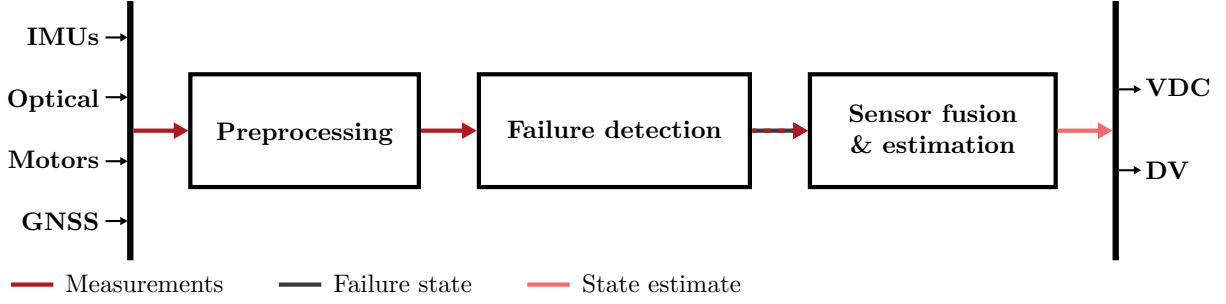 IMUs
Optical
Motors
GNSS
Preprocessing
Failure detection
Sensor fusion
& estimation
VDC
DV
Measurements
Failure state
State estimate